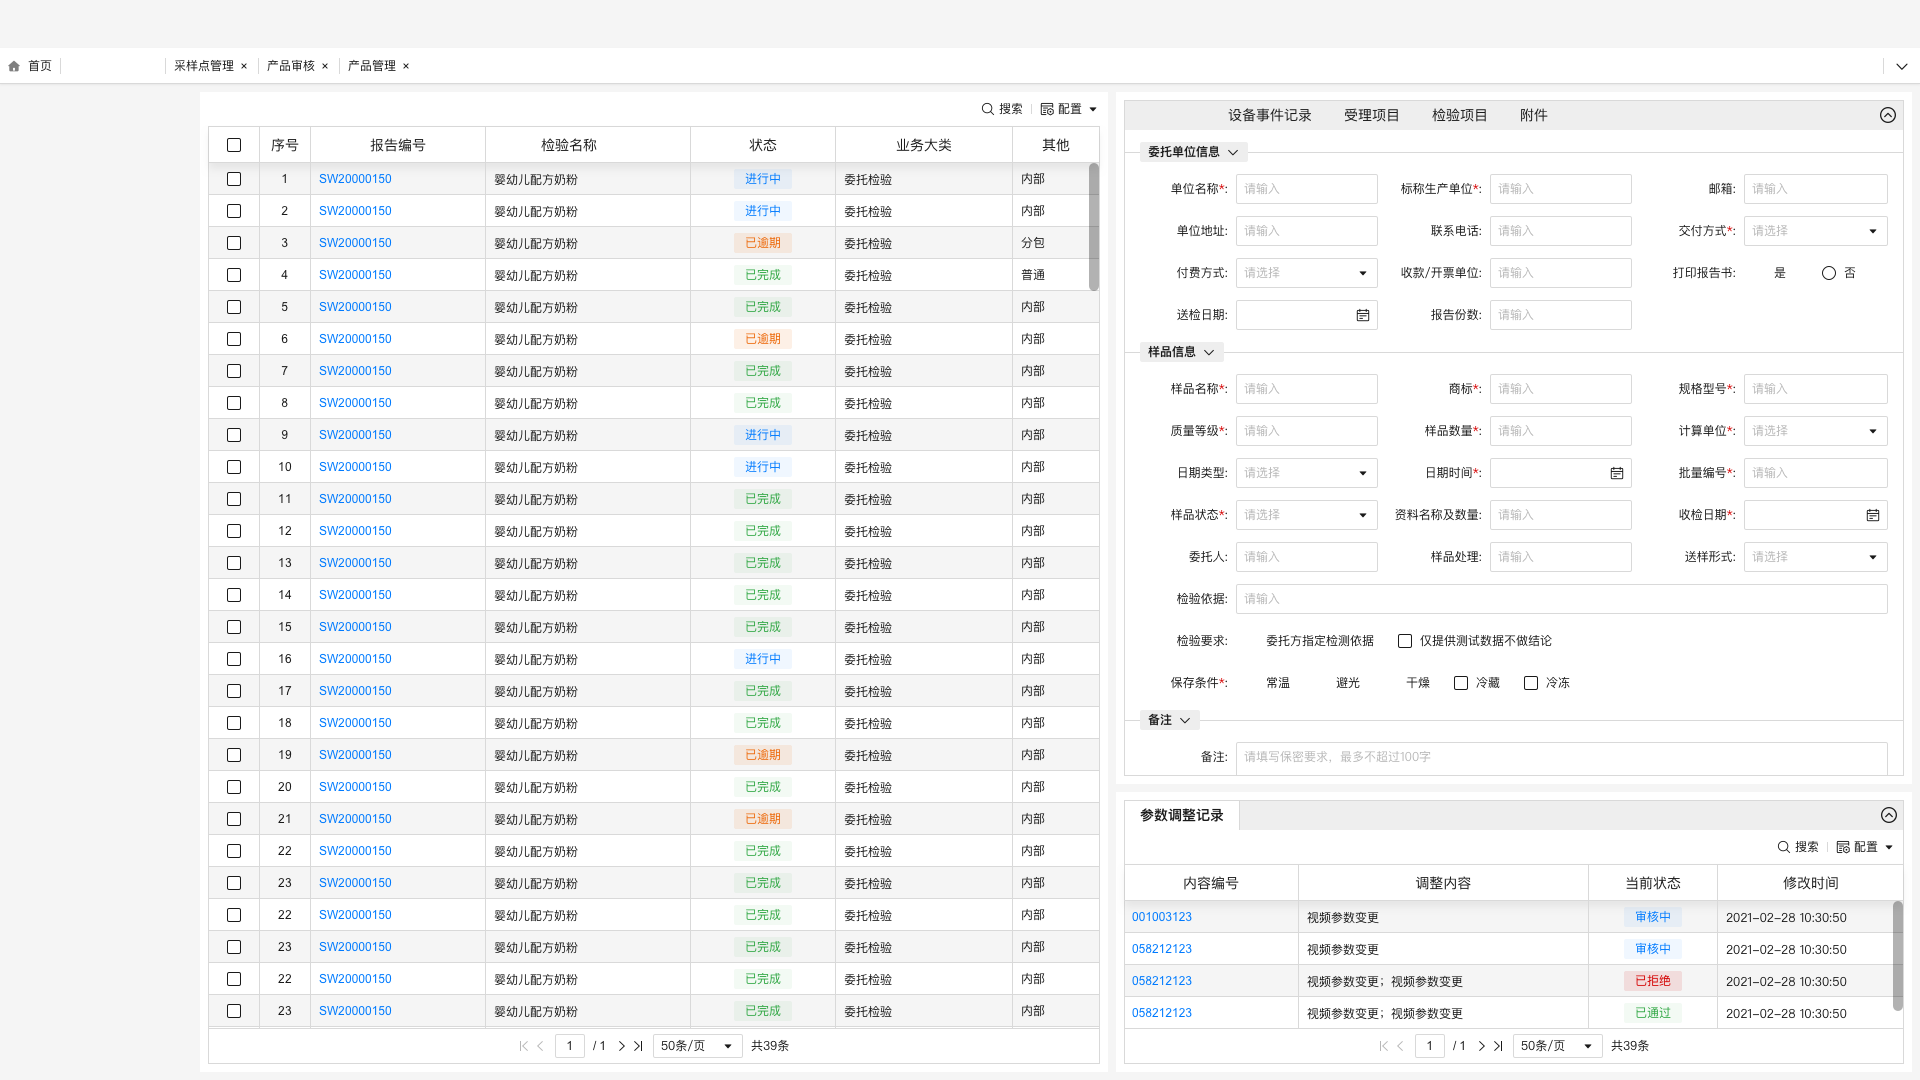 首页 采样点管理 × 产品审核 × 产品管理 ×
搜索 配置
序号 报告编号 检验名称 状态 业务大类 其他
1 SW20000150 婴幼儿配方奶粉 进行中 委托检验 内部
2 SW20000150 婴幼儿配方奶粉 进行中 委托检验 内部
3 SW20000150 婴幼儿配方奶粉 已逾期 委托检验 分包
4 SW20000150 婴幼儿配方奶粉 已完成 委托检验 普通
5 SW20000150 婴幼儿配方奶粉 已完成 委托检验 内部
6 SW20000150 婴幼儿配方奶粉 已逾期 委托检验 内部
7 SW20000150 婴幼儿配方奶粉 已完成 委托检验 内部
8 SW20000150 婴幼儿配方奶粉 已完成 委托检验 内部
9 SW20000150 婴幼儿配方奶粉 进行中 委托检验 内部
10 SW20000150 婴幼儿配方奶粉 进行中 委托检验 内部
11 SW20000150 婴幼儿配方奶粉 已完成 委托检验 内部
12 SW20000150 婴幼儿配方奶粉 已完成 委托检验 内部
13 SW20000150 婴幼儿配方奶粉 已完成 委托检验 内部
14 SW20000150 婴幼儿配方奶粉 已完成 委托检验 内部
15 SW20000150 婴幼儿配方奶粉 已完成 委托检验 内部
16 SW20000150 婴幼儿配方奶粉 进行中 委托检验 内部
17 SW20000150 婴幼儿配方奶粉 已完成 委托检验 内部
18 SW20000150 婴幼儿配方奶粉 已完成 委托检验 内部
19 SW20000150 婴幼儿配方奶粉 已逾期 委托检验 内部
20 SW20000150 婴幼儿配方奶粉 已完成 委托检验 内部
21 SW20000150 婴幼儿配方奶粉 已逾期 委托检验 内部
22 SW20000150 婴幼儿配方奶粉 已完成 委托检验 内部
23 SW20000150 婴幼儿配方奶粉 已完成 委托检验 内部
22 SW20000150 婴幼儿配方奶粉 已完成 委托检验 内部
23 SW20000150 婴幼儿配方奶粉 已完成 委托检验 内部
22 SW20000150 婴幼儿配方奶粉 已完成 委托检验 内部
23 SW20000150 婴幼儿配方奶粉 已完成 委托检验 内部
1 / 1 50条/页 共39条
设备事件记录 受理项目 检验项目 附件
委托单位信息
单位名称*: 请输入 标称生产单位*: 请输入 邮箱: 请输入
单位地址: 请输入 联系电话: 请输入 交付方式*: 请选择
付费方式: 请选择 收款/开票单位: 请输入 打印报告书: 是 否
送检日期: 报告份数: 请输入
样品信息
样品名称*: 请输入 商标*: 请输入 规格型号*: 请输入
质量等级*: 请输入 样品数量*: 请输入 计算单位*: 请选择
日期类型: 请选择 日期时间*: 批量编号*: 请输入
样品状态*: 请选择 资料名称及数量: 请输入 收检日期*:
委托人: 请输入 样品处理: 请输入 送样形式: 请选择
检验依据: 请输入
检验要求: 委托方指定检测依据 仅提供测试数据不做结论
保存条件*: 常温 避光 干燥 冷藏 冷冻
备注
备注: 请填写保密要求，最多不超过100字
参数调整记录
搜索 配置
内容编号 调整内容 当前状态 修改时间
001003123 视频参数变更 审核中 2021-02-28 10:30:50
058212123 视频参数变更 审核中 2021-02-28 10:30:50
058212123 视频参数变更；视频参数变更 已拒绝 2021-02-28 10:30:50
058212123 视频参数变更；视频参数变更 已通过 2021-02-28 10:30:50
1 / 1 50条/页 共39条